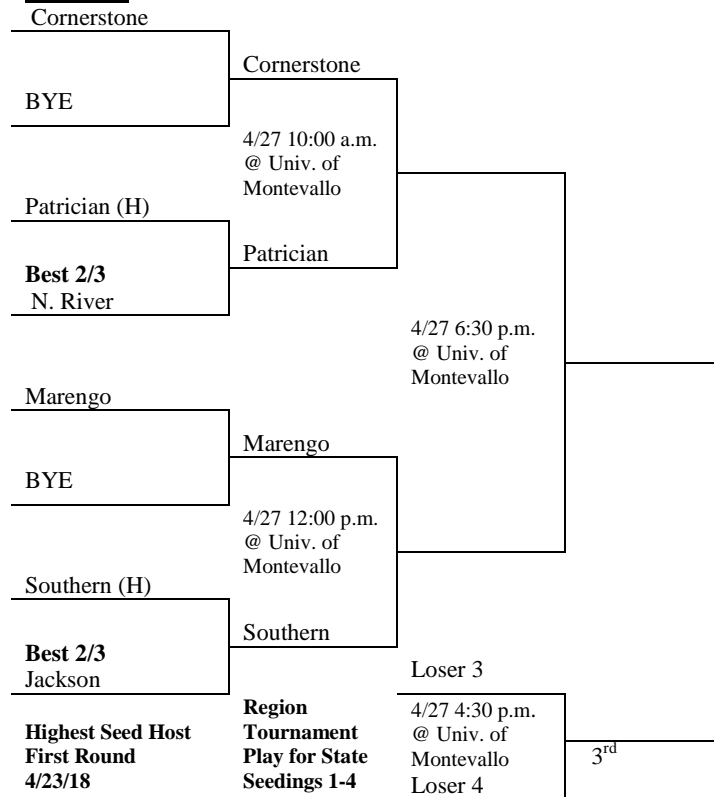 Cornerstone
BYE
Patrician (H)
Best 2/3
N. River
Marengo
BYE
Southern (H)
Best 2/3
Jackson
Highest Seed Host
First Round
4/23/18
Cornerstone
4/27 10:00 a.m.
@ Univ. of
Montevallo
Patrician
Marengo
4/27 12:00 p.m.
@ Univ. of
Montevallo
Southern
Region
Tournament
Play for State
Seedings 1-4
4/27 6:30 p.m.
@ Univ. of
Montevallo
Loser 3
4/27 4:30 p.m.
@ Univ. of
Montevallo
Loser 4
3rd